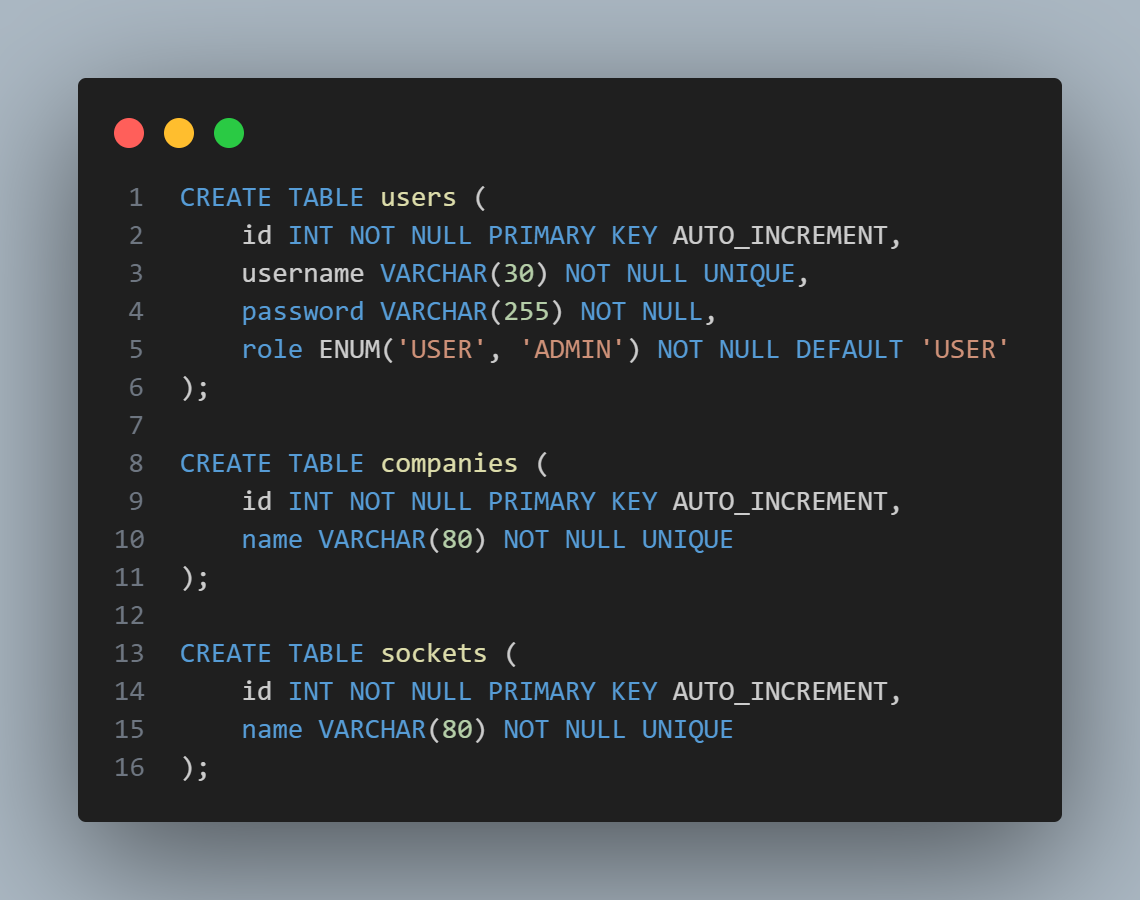 1 CREATE TABLE users (
2     id INT NOT NULL PRIMARY KEY AUTO_INCREMENT,
3     username VARCHAR(30) NOT NULL UNIQUE,
4     password VARCHAR(255) NOT NULL,
5     role ENUM('USER', 'ADMIN') NOT NULL DEFAULT 'USER'
6 );
7
8 CREATE TABLE companies (
9     id INT NOT NULL PRIMARY KEY AUTO_INCREMENT,
10     name VARCHAR(80) NOT NULL UNIQUE
11 );
12
13 CREATE TABLE sockets (
14     id INT NOT NULL PRIMARY KEY AUTO_INCREMENT,
15     name VARCHAR(80) NOT NULL UNIQUE
16 );